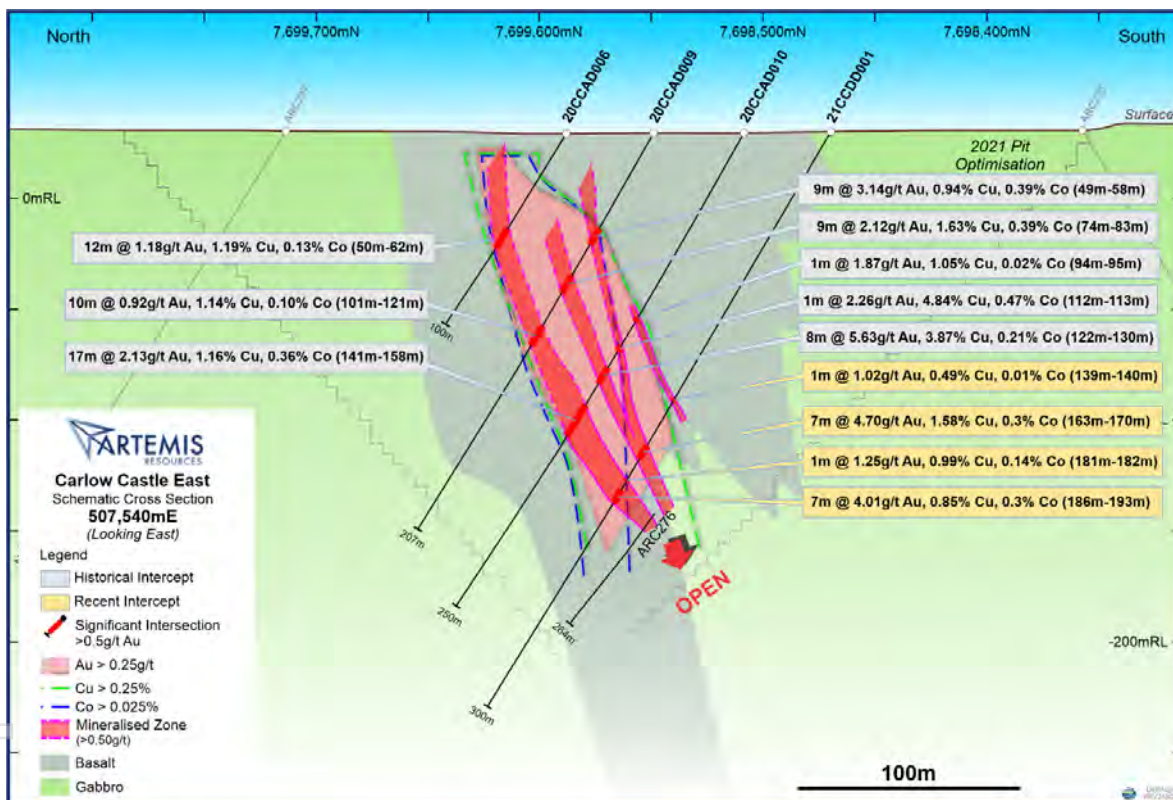 North
7,699,700mN
7,699,600mN
7,698,500mN
7,698,400mN
South
20CCAD006
20CCAD009
20CCAD010
21CCDD001
Surface
2021 Pit
Optimisation
0mRL
9m @ 3.14g/t Au, 0.94% Cu, 0.39% Co (49m-58m)
9m @ 2.12g/t Au, 1.63% Cu, 0.39% Co (74m-83m)
12m @ 1.18g/t Au, 1.19% Cu, 0.13% Co (50m-62m)
1m @ 1.87g/t Au, 1.05% Cu, 0.02% Co (94m-95m)
10m @ 0.92g/t Au, 1.14% Cu, 0.10% Co (101m-121m)
1m @ 2.26g/t Au, 4.84% Cu, 0.47% Co (112m-113m)
100m
8m @ 5.63g/t Au, 3.87% Cu, 0.21% Co (122m-130m)
17m @ 2.13g/t Au, 1.16% Cu, 0.36% Co (141m-158m)
1m @ 1.02g/t Au, 0.49% Cu, 0.01% Co (139m-140m)
7m @ 4.70g/t Au, 1.58% Cu, 0.3% Co (163m-170m)
1m @ 1.25g/t Au, 0.99% Cu, 0.14% Co (181m-182m)
7m @ 4.01g/t Au, 0.85% Cu, 0.3% Co (186m-193m)
ARTEMIS
RESOURCES
Carlow Castle East
Schematic Cross Section
507,540mE
(Looking East)
Legend
Historical Intercept
Recent Intercept
Significant Intersection
>0.5g/t Au
Au > 0.25g/t
Cu > 0.25%
Co > 0.025%
Mineralised Zone
(>0.50g/t)
Basalt
Gabbro
207m
ARC276
OPEN
250m
264m
-200mRL
300m
100m